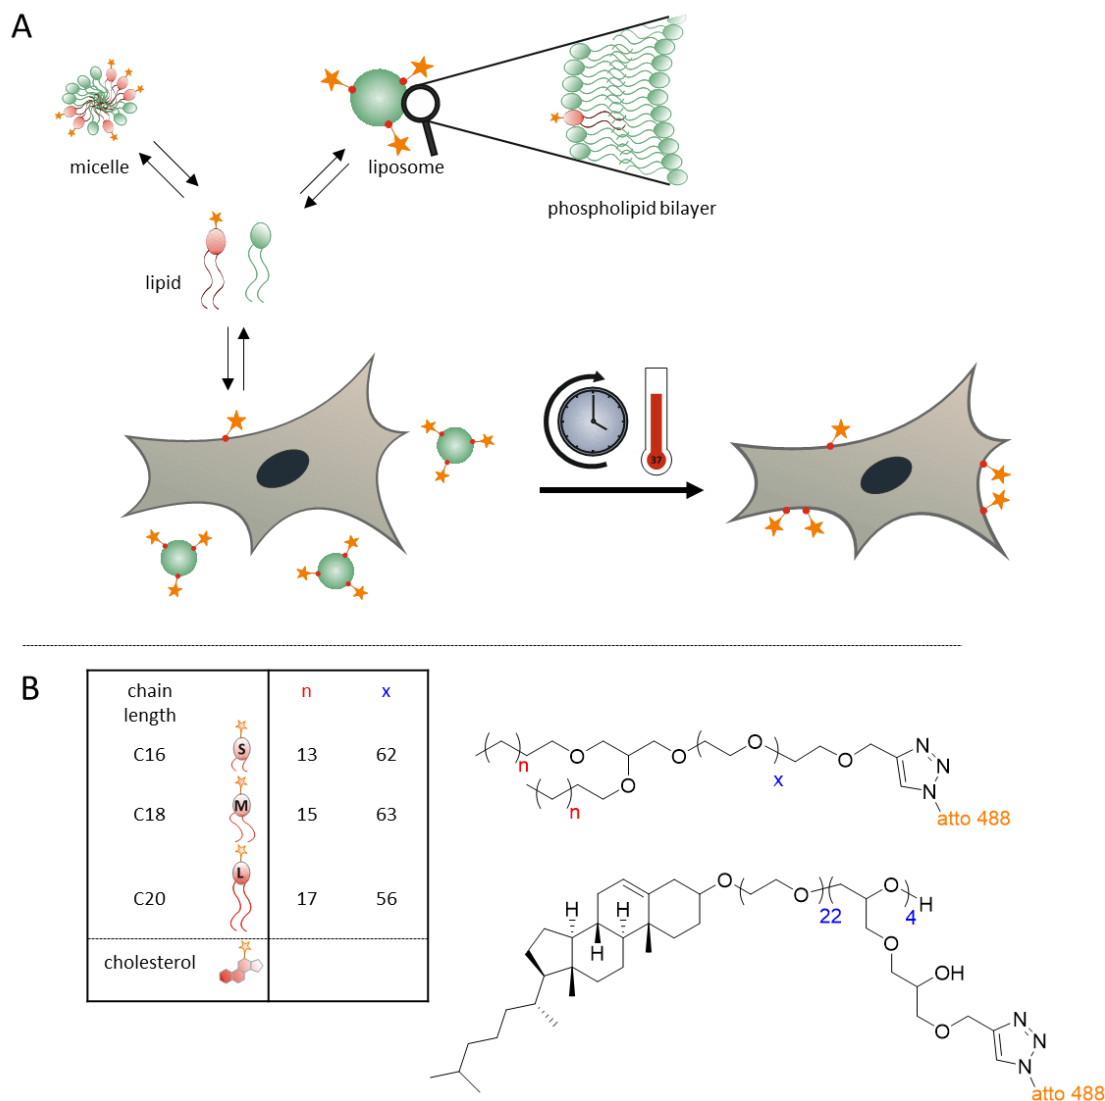 A
micelle
liposome
phospholipid bilayer
lipid
37
B
chain
length
n
x
C16
S
13
62
C18
M
15
63
C20
L
17
56
cholesterol
n
O
O
O
x
O
N
N
N
n
O
atto 488
H
H
H
O
O
22
O
4
H
O
OH
O
N
N
N
atto 488